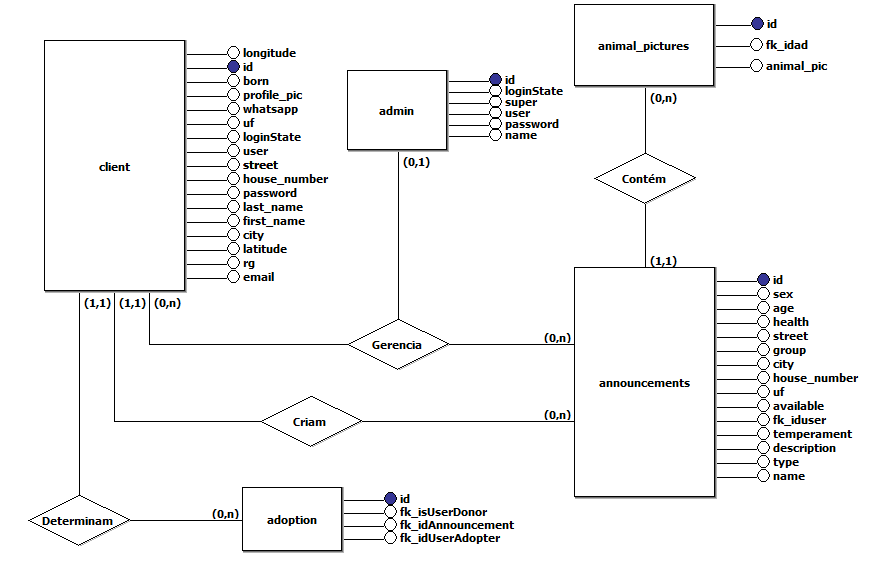 client
longitude
id
born
profile_pic
whatsapp
uf
loginState
user
street
house_number
password
last_name
first_name
city
latitude
rg
email
(1,1)
(1,1)
(0,n)
admin
id
loginState
super
user
password
name
(0,1)
animal_pictures
id
fk_idad
animal_pic
(0,n)
Contém
(1,1)
Gerencia
(0,n)
Criam
(0,n)
announcements
id
sex
age
health
street
group
city
house_number
uf
available
fk_iduser
temperament
description
type
name
Determinam
(0,n)
adoption
id
fk_isUserDonor
fk_idAnnouncement
fk_idUserAdopter